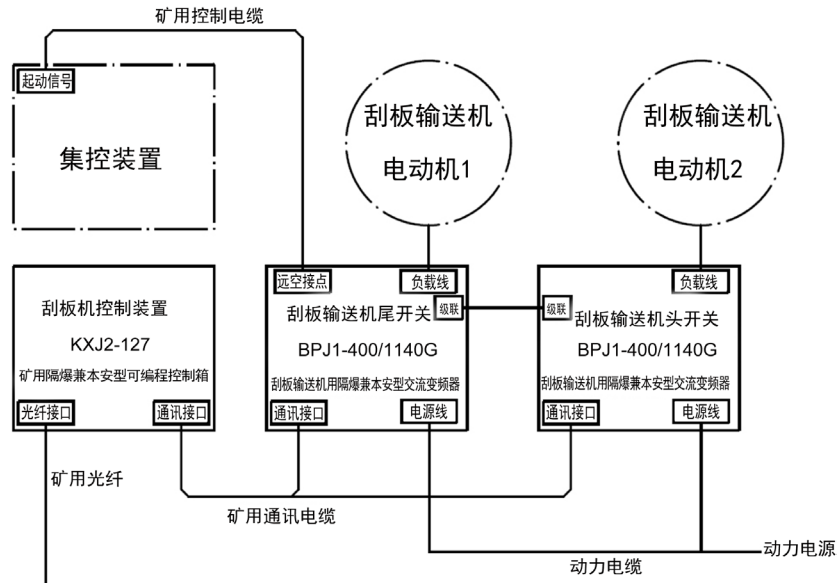 矿用控制电缆
起动信号
集控装置
刮板输送机
电动机1
刮板输送机
电动机2
刮板机控制装置
KXJ2-127
矿用隔爆兼本安型可编程控制箱
光纤接口
通讯接口
远空接点
负载线
级联
刮板输送机尾开关
BPJ1-400/1140G
刮板输送机用隔爆兼本安型交流变频器
通讯接口
电源线
负载线
级联
刮板输送机头开关
BPJ1-400/1140G
刮板输送机用隔爆兼本安型交流变频器
通讯接口
电源线
矿用光纤
矿用通讯电缆
动力电源
动力电缆